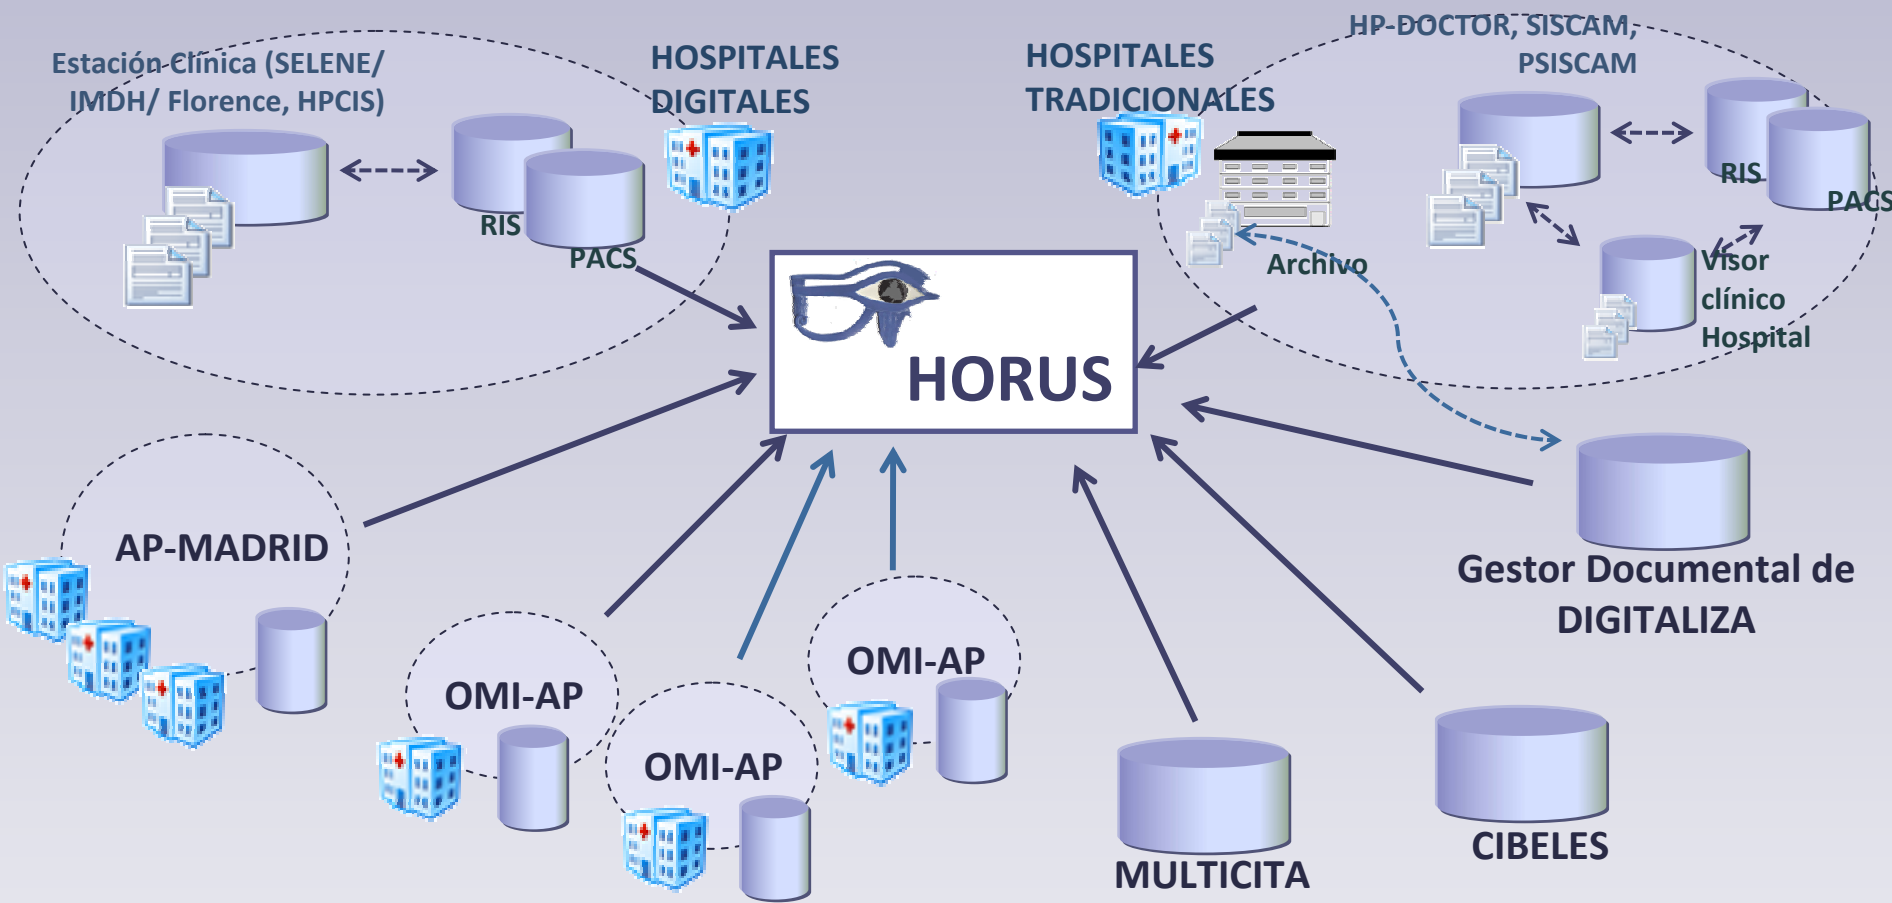 Estación Clínica (SELENE/
IMDH/ Florence, HPCIS)
RIS
PACS
HOSPITALES
DIGITALES
HOSPITALES
TRADICIONALES
Archivo
HP-DOCTOR, SISCAM,
PSISCAM
RIS
PACS
Visor
clínico
Hospital
HORUS
AP-MADRID
OMI-AP
OMI-AP
OMI-AP
Gestor Documental de
DIGITALIZA
MULTICITA
CIBELES